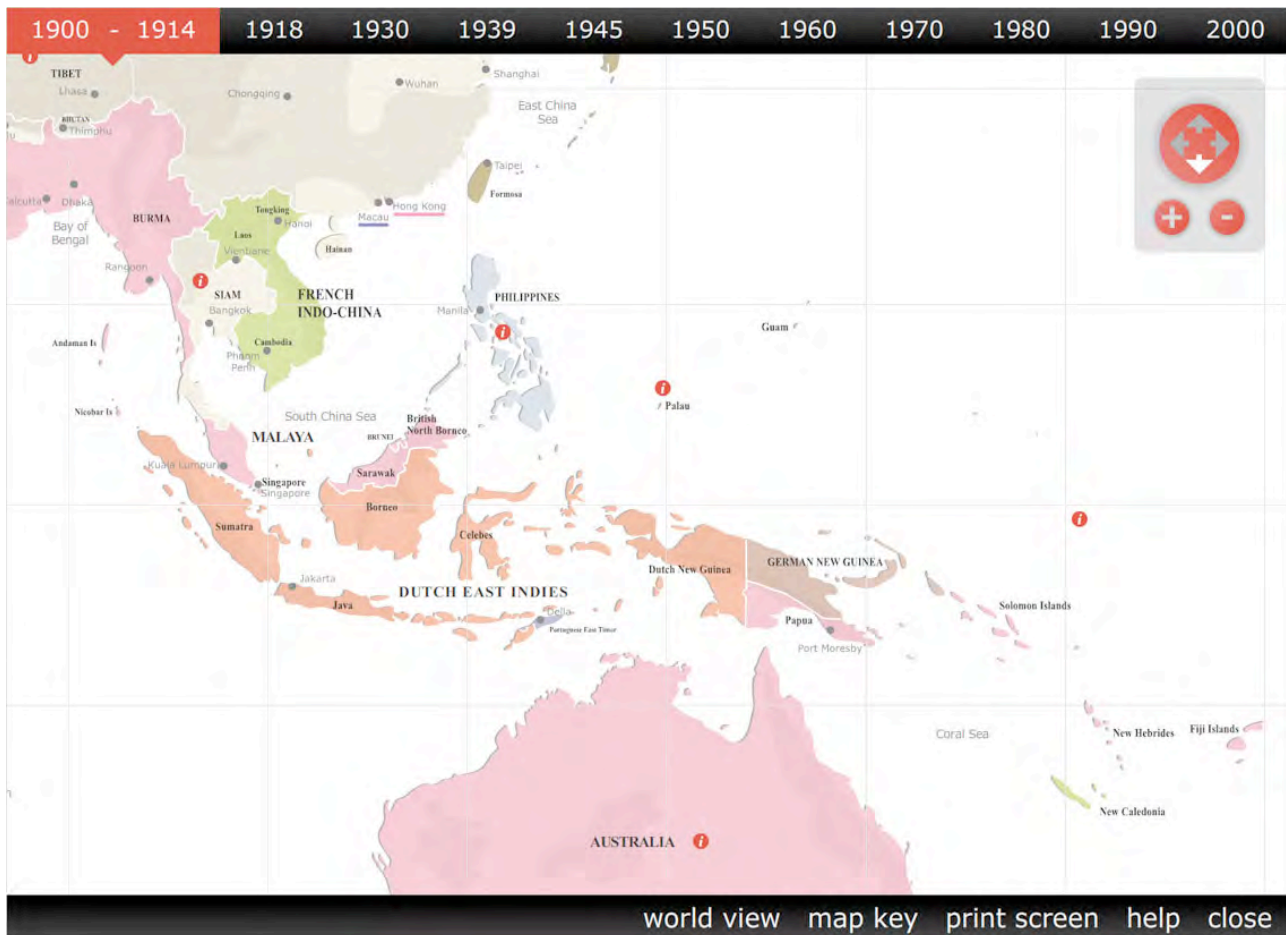 1900 - 1914 1918 1930 1939 1945 1950 1960 1970 1980 1990 2000
TIBET
Lhasa
Chongqing
Wuhan
Shanghai
East China
Sea
BHUTAN
Thimphu
Taipei
Formosa
Calcutta
Dhaka
BURMA
Bay of
Bengal
Rangoon
Tongking
Hanoi
Laos
Vientiane
Macau
Hong Kong
Hainan
SIAM
Bangkok
FRENCH
INDO-CHINA
Cambodia
Phnom
Penh
PHILIPPINES
Manila
Guam
Andaman Is
Nicobar Is
South China Sea
Palau
MALAYA
BRUNEI
British
North Borneo
Kuala Lumpur
Singapore
Singapore
Sarawak
Borneo
Sumatra
Celebes
Jakarta
Java
DUTCH EAST INDIES
Dutch New Guinea
GERMAN NEW GUINEA
Della
Portuguese East Timor
Papua
Port Moresby
Solomon Islands
Coral Sea
New Hebrides
Fiji Islands
New Caledonia
AUSTRALIA
world view map key print screen help close